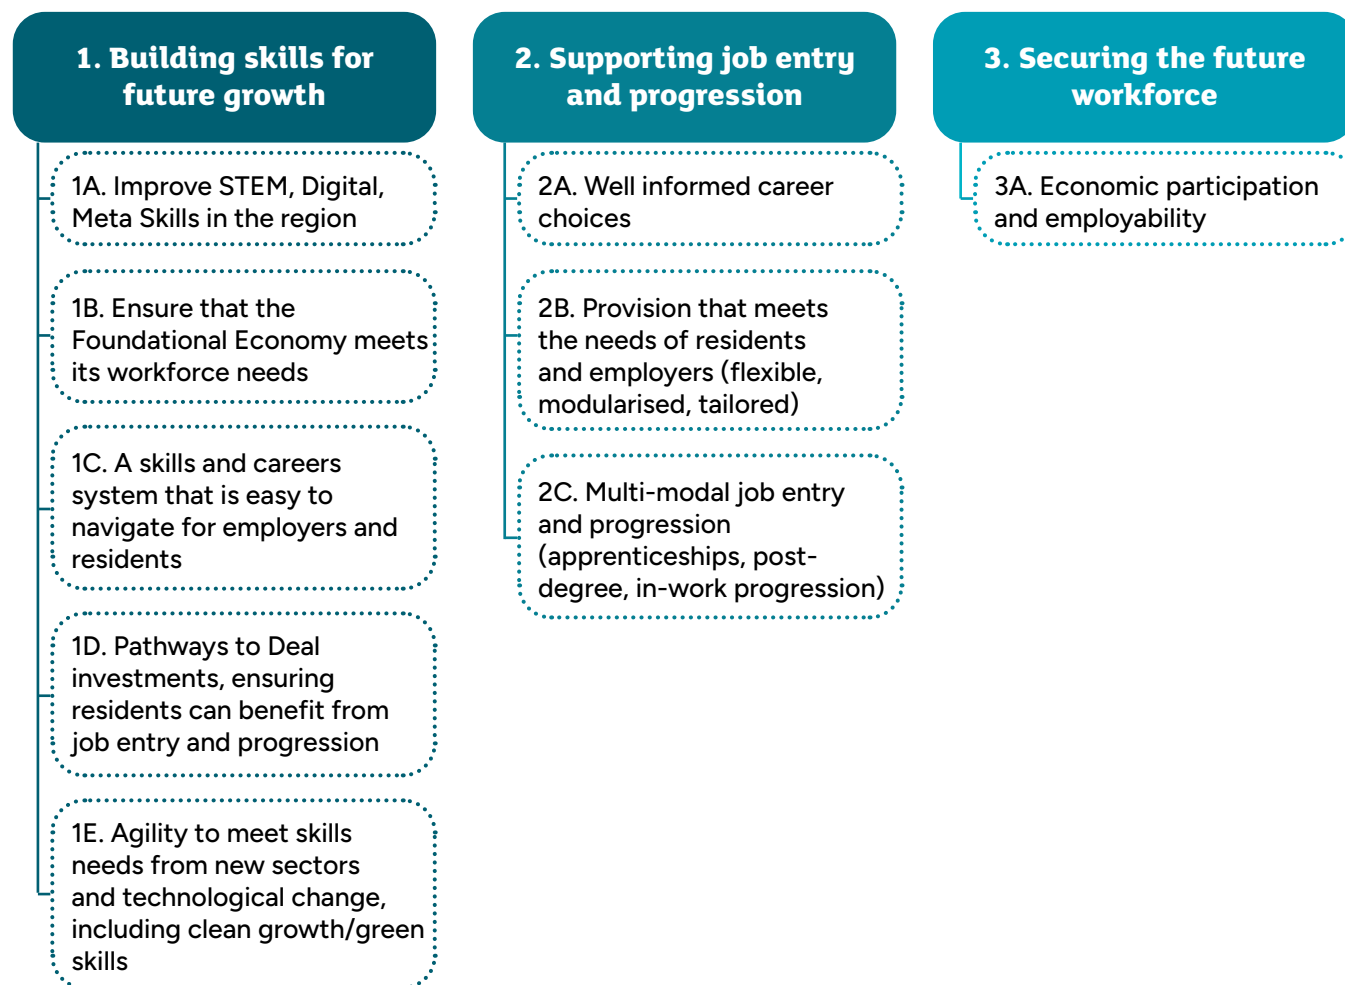 1. Building skills for
future growth
1A. Improve STEM, Digital,
Meta Skills in the region
1B. Ensure that the
Foundational Economy meets
its workforce needs
1C. A skills and careers
system that is easy to
navigate for employers and
residents
1D. Pathways to Deal
investments, ensuring
residents can benefit from
job entry and progression
1E. Agility to meet skills
needs from new sectors
and technological change,
including clean growth/green
skills
2. Supporting job entry
and progression
2A. Well informed career
choices
2B. Provision that meets
the needs of residents
and employers (flexible,
modularised, tailored)
2C. Multi-modal job entry
and progression
(apprenticeships, post-
degree, in-work progression)
3. Securing the future
workforce
3A. Economic participation
and employability